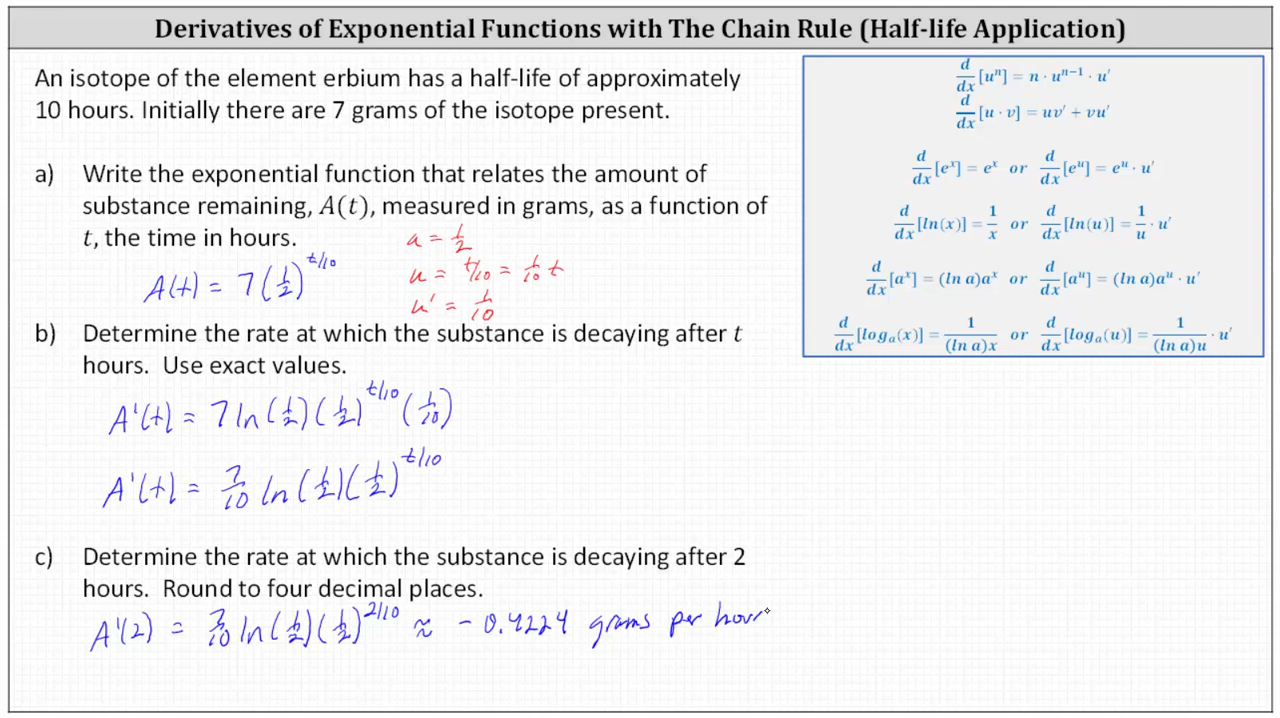 Derivatives of Exponential Functions with The Chain Rule (Half-life Application)
An isotope of the element erbium has a half-life of approximately
10 hours. Initially there are 7 grams of the isotope present.
a) Write the exponential function that relates the amount of
substance remaining, A(t), measured in grams, as a function of
t, the time in hours.
A(t) = 7(1/2)^{t/10}
a = 1/2
u = t/10 = 1/10 t
u' = 1/10
b) Determine the rate at which the substance is decaying after t
hours. Use exact values.
A'(t) = 7 ln(1/2)(1/2)^{t/10}(1/10)
A'(t) = 7/10 ln(1/2)(1/2)^{t/10}
c) Determine the rate at which the substance is decaying after 2
hours. Round to four decimal places.
A'(2) = 7/10 ln(1/2)(1/2)^{2/10} ≈ -0.4224 grams per hour
d/dx [u^n] = n · u^{n-1} · u'
d/dx [u · v] = uv' + vu'
d/dx [e^x] = e^x or d/dx [e^u] = e^u · u'
d/dx [ln(x)] = 1/x or d/dx [ln(u)] = 1/u · u'
d/dx [a^x] = (ln a)a^x or d/dx [a^u] = (ln a)a^u · u'
d/dx [log_a(x)] = 1/((ln a)x) or d/dx [log_a(u)] = 1/((ln a)u) · u'